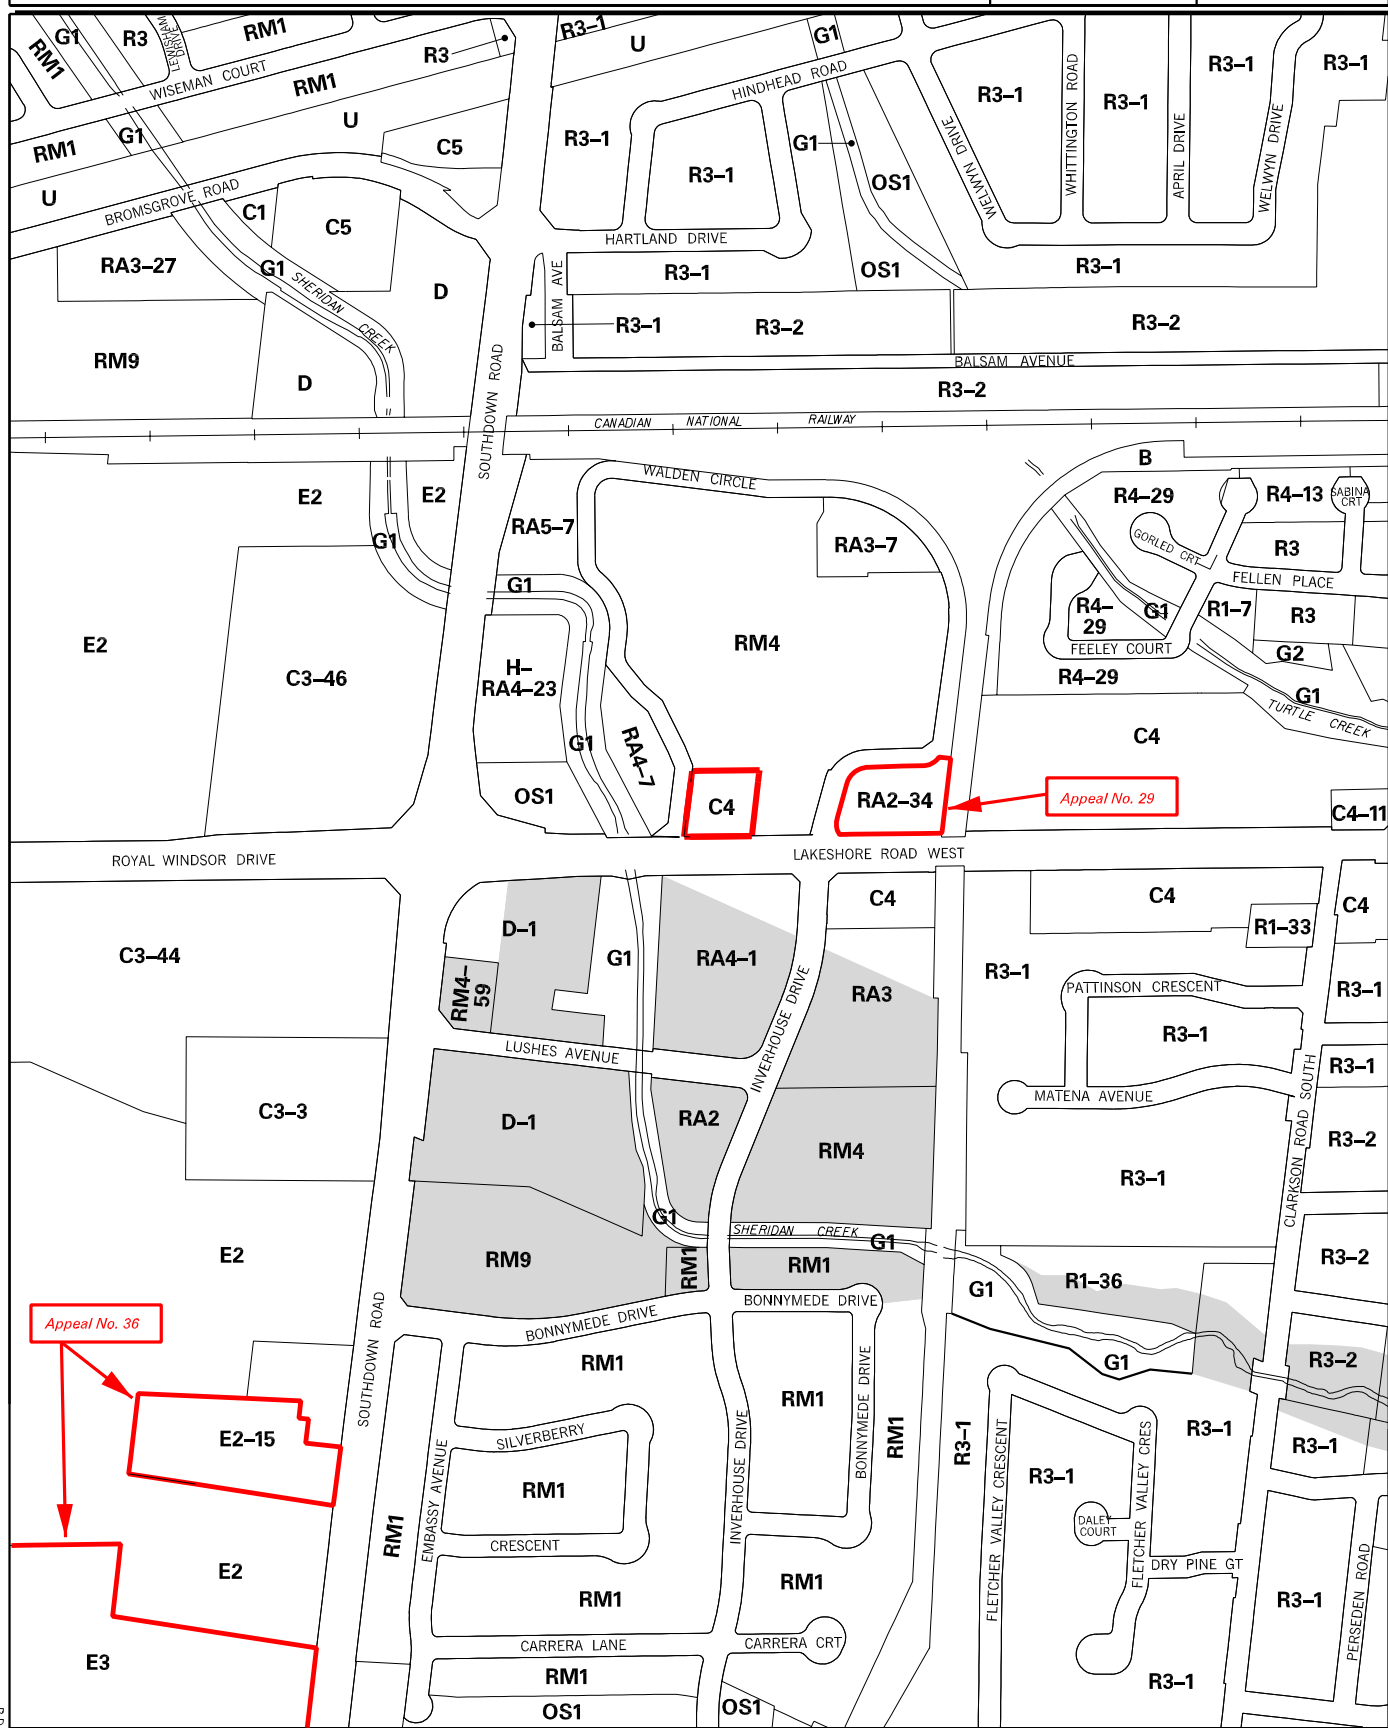 G1
R3
LEWISHAM
DRIVE
RM1
R3–1
U
G1
R3
RM1
WISEMAN COURT
RM1
HINDHEAD ROAD
R3–1
WHITTINGTON ROAD
R3–1
R3–1
R3–1
APRIL DRIVE
WELWYN DRIVE
G1
U
C5
R3–1
G1
RM1
R3–1
WELWYN DRIVE
OS1
U
BROMSGROVE ROAD
C1
C5
HARTLAND DRIVE
RA3–27
G1
SHERIDAN
CREEK
D
BALSAM AVE
R3–1
OS1
R3–1
R3–1
R3–2
R3–2
RM9
D
SOUTHDOWN ROAD
BALSAM AVENUE
R3–2
CANADIAN NATIONAL RAILWAY
B
WALDEN CIRCLE
E2
E2
R4–29
R4–13
SABINA
CRT
RA5–7
G1
RA3–7
GORLED CRT
R3
FELLEN PLACE
G1
R4–
29
G1
R1–7
R3
E2
RM4
FEELEY COURT
G2
C3–46
H–
RA4–23
R4–29
G1
TURTLE CREEK
G1
RA4–7
C4
OS1
C4
RA2–34
Appeal No. 29
C4–11
ROYAL WINDSOR DRIVE
LAKESHORE ROAD WEST
C4
C4
C4
D–1
R1–33
C3–44
G1
RA4–1
R3–1
RM4–
59
RA3
PATTINSON CRESCENT
R3–1
INVERHOUSE DRIVE
R3–1
LUSHES AVENUE
R3–1
C3–3
MATENA AVENUE
CLARKSON ROAD SOUTH
D–1
RA2
RM4
R3–2
R3–1
G1
SHERIDAN CREEK
G1
E2
RM9
RM1
RM1
R3–2
R1–36
G1
BONNYMEDE DRIVE
BONNYMEDE DRIVE
Appeal No. 36
SOUTHDOWN ROAD
RM1
G1
R3–2
RM1
BONNYMEDE DRIVE
RM1
R3–1
E2–15
SILVERBERRY
R3–1
R3–1
INVERHOUSE DRIVE
FLETCHER VALLEY CRESCENT
R3–1
FLETCHER VALLEY CRES
EMBASSY AVENUE
RM1
DALEY
COURT
RM1
CRESCENT
DRY PINE GT
E2
RM1
RM1
R3–1
PERSEDEN ROAD
E3
CARRERA LANE
CARRERA CRT
RM1
R3–1
OS1
OS1